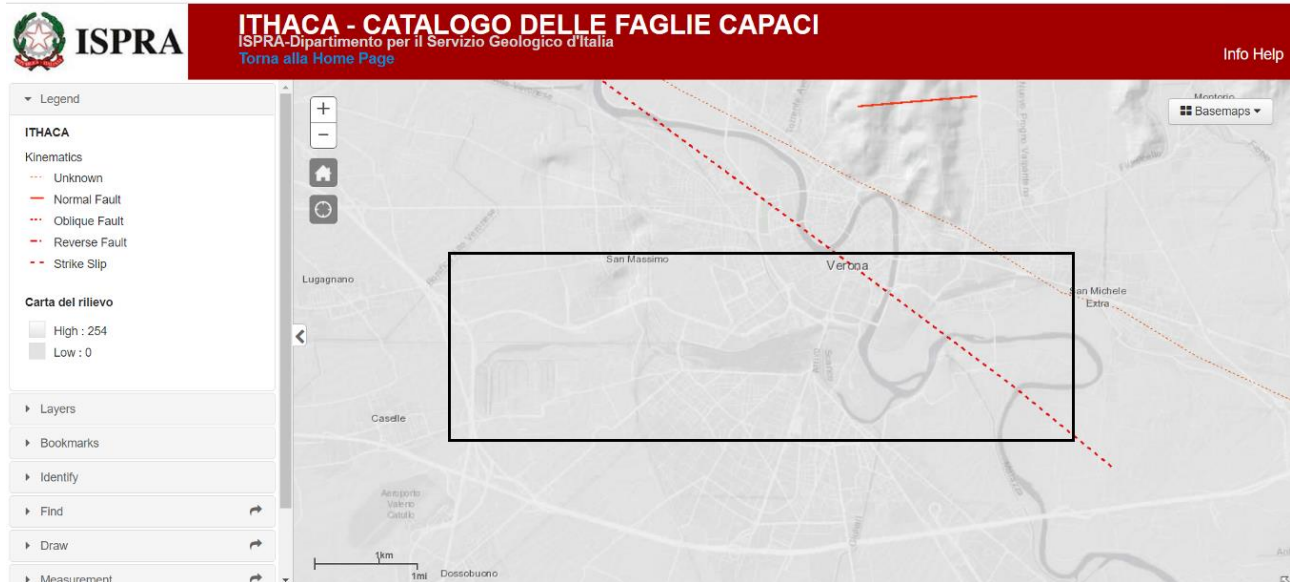 ISPRA
ITHACA - CATALOGO DELLE FAGLIE CAPACI
ISPRA-Dipartimento per il Servizio Geologico d'Italia
Torna alla Home Page
Info Help
Legend
ITHACA
Kinematics
Unknown
Normal Fault
Oblique Fault
Reverse Fault
Strike Slip
Carta del rilievo
High : 254
Low : 0
Layers
Bookmarks
Identify
Find
Draw
Measurement
+
−
Basemaps
Montorio
San Massimo
Verona
Lugagnano
San Michele
Extra
Caselle
Aeroporto
Valerio
Catullo
1km
1mi
Dossobuono